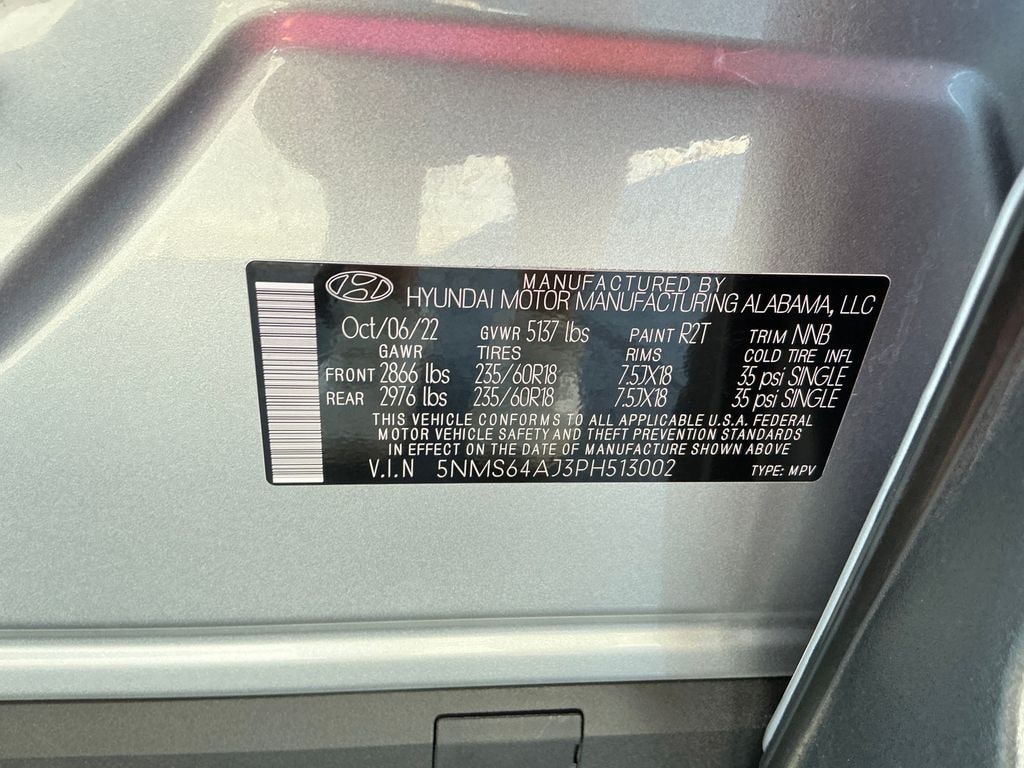 MANUFACTURED BY
HYUNDAI MOTOR MANUFACTURING ALABAMA, LLC
Oct/06/22 GVWR 5137 lbs PAINT R2T TRIM NNB
GAWR TIRES RIMS COLD TIRE INFL
FRONT 2866 lbs 235/60R18 7.5JX18 35 psi SINGLE
REAR 2976 lbs 235/60R18 7.5JX18 35 psi SINGLE
THIS VEHICLE CONFORMS TO ALL APPLICABLE U.S.A. FEDERAL
MOTOR VEHICLE SAFETY AND THEFT PREVENTION STANDARDS
IN EFFECT ON THE DATE OF MANUFACTURE SHOWN ABOVE
V.I.N 5NMS64AJ3PH513002 TYPE: MPV